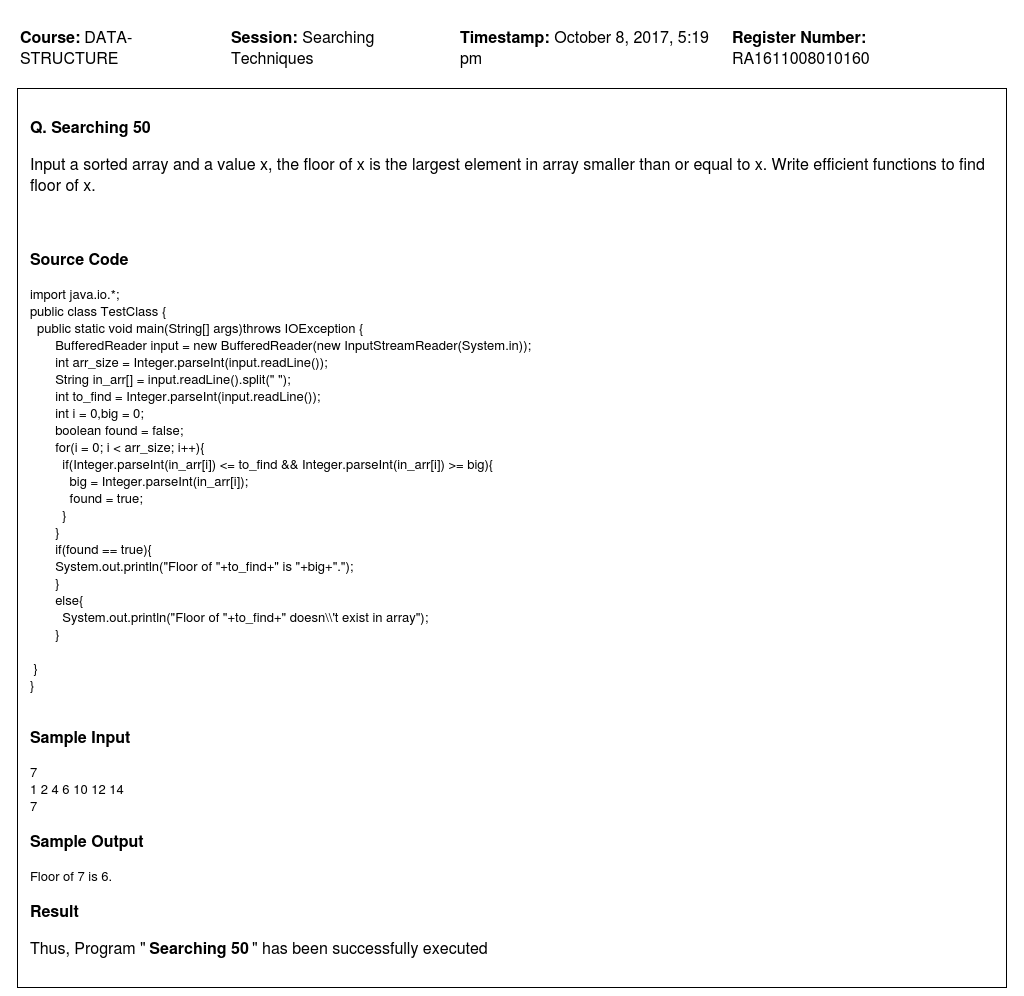 Course: DATA-STRUCTURE
Session: Searching Techniques
Timestamp: October 8, 2017, 5:19 pm
Register Number: RA1611008010160
Q. Searching 50
Input a sorted array and a value x, the floor of x is the largest element in array smaller than or equal to x. Write efficient functions to find
floor of x.
Source Code
import java.io.*;
public class TestClass {
  public static void main(String[] args)throws IOException {
       BufferedReader input = new BufferedReader(new InputStreamReader(System.in));
       int arr_size = Integer.parseInt(input.readLine());
       String in_arr[] = input.readLine().split(" ");
       int to_find = Integer.parseInt(input.readLine());
       int i = 0,big = 0;
       boolean found = false;
       for(i = 0; i < arr_size; i++){
         if(Integer.parseInt(in_arr[i]) <= to_find && Integer.parseInt(in_arr[i]) >= big){
           big = Integer.parseInt(in_arr[i]);
           found = true;
         }
       }
       if(found == true){
       System.out.println("Floor of "+to_find+" is "+big+".");
       }
       else{
         System.out.println("Floor of "+to_find+" doesn\\'t exist in array");
       }
 }
}
Sample Input
7
1 2 4 6 10 12 14
7
Sample Output
Floor of 7 is 6.
Result
Thus, Program " Searching 50 " has been successfully executed